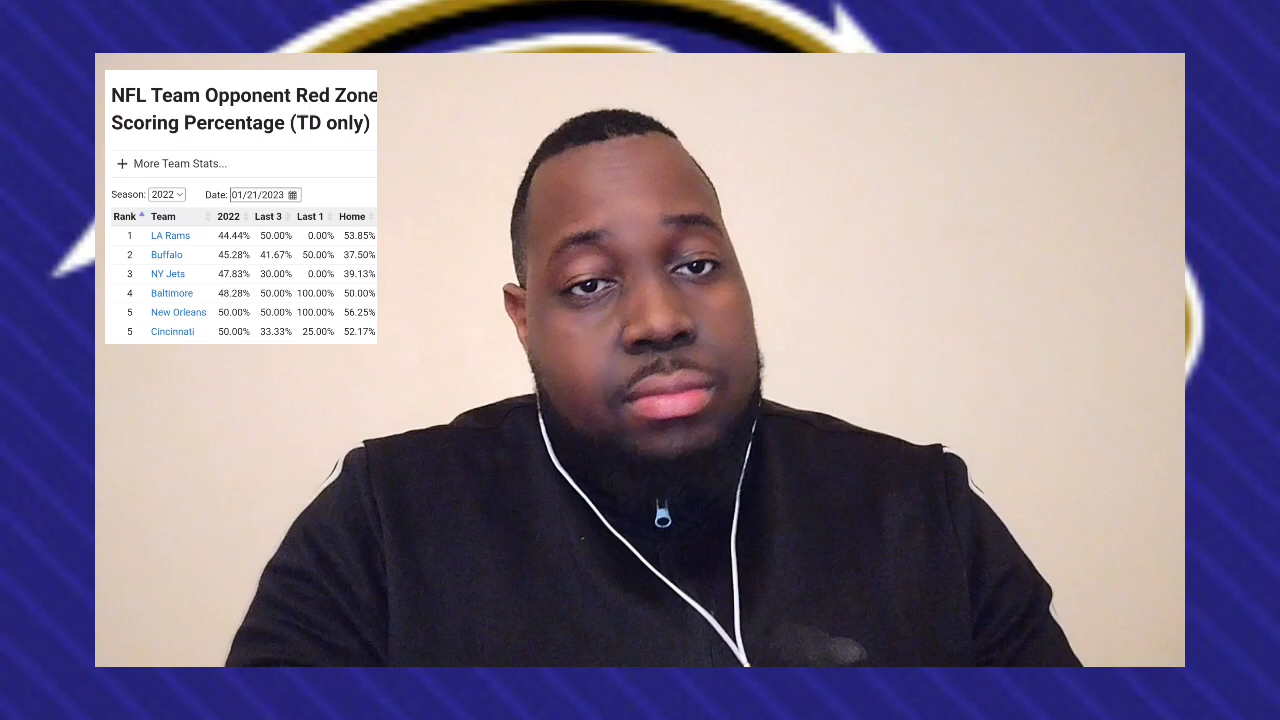 NFL Team Opponent Red Zone
Scoring Percentage (TD only)
+ More Team Stats...
Season: 2022 Date: 01/21/2023
Rank Team 2022 Last 3 Last 1 Home
1 LA Rams 44.44% 50.00% 0.00% 53.85%
2 Buffalo 45.28% 41.67% 50.00% 37.50%
3 NY Jets 47.83% 30.00% 0.00% 39.13%
4 Baltimore 48.28% 50.00% 100.00% 50.00%
5 New Orleans 50.00% 50.00% 100.00% 56.25%
5 Cincinnati 50.00% 33.33% 25.00% 52.17%